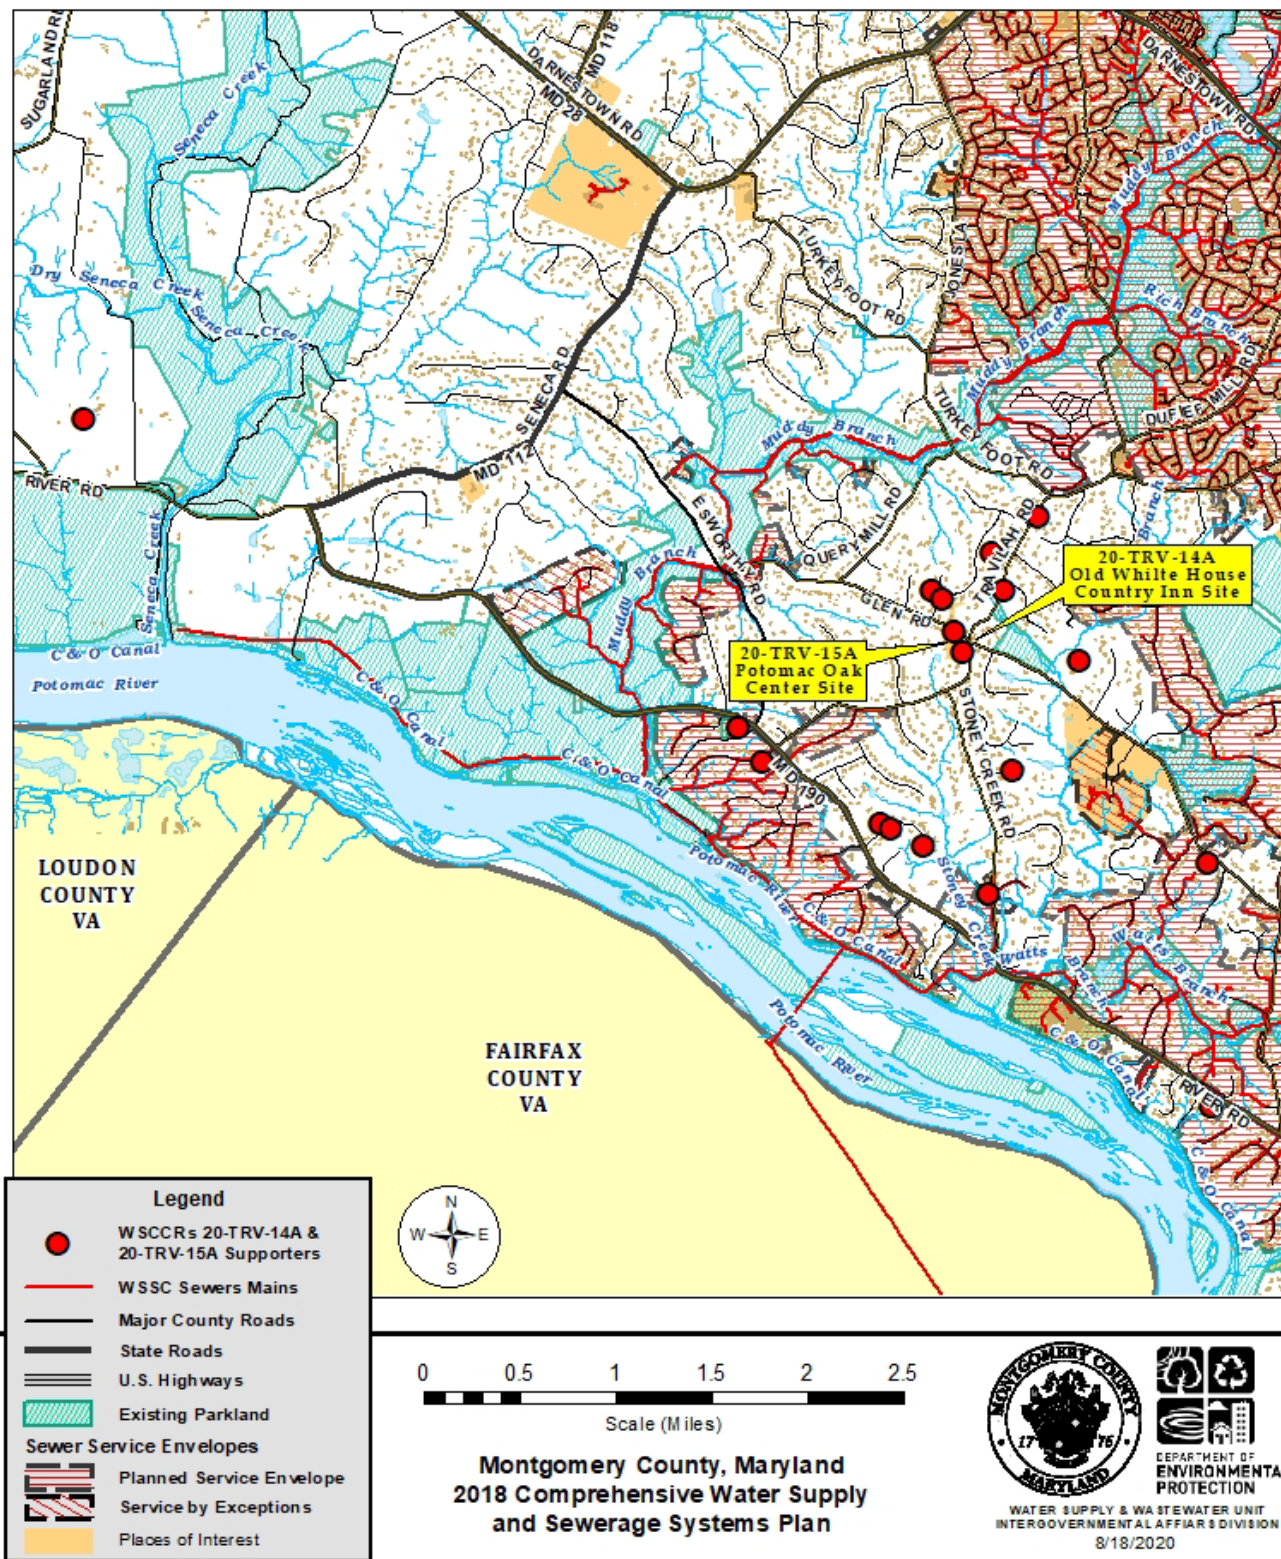 SUGARLAND RD
Seneca Creek
DARNESTOWN RD
MD 28
MD 118
DARNESTOWN RD
Muddy Branch
Dry Seneca Creek
Seneca Creek
TURKEY FOOT RD
JONES LA
Rich Branch
Muddy Branch
DUFIEF MILL RD
SENECA RD
MD 112
Muddy Branch
TURKEY FOOT RD
RIVER RD
Seneca Creek
ESWORTHY RD
QUERY MILL RD
TRAVILAH RD
Branch
20-TRV-14A
Old Whilte House
Country Inn Site
GLEN RD
Muddy Branch
20-TRV-15A
Potomac Oak
Center Site
C & O Canal
Potomac River
C & O Canal
C & O Canal
STONEY CREEK RD
MD 190
LOUDON
COUNTY
VA
Potomac River
C & O Canal
Stoney Creek
Watts Branch
Watts Branch
FAIRFAX
COUNTY
VA
Potomac River
C & O Canal
RIVER RD
C & O Canal
N
W E
S
Legend
WSCCRs 20-TRV-14A &
20-TRV-15A Supporters
WSSC Sewers Mains
Major County Roads
State Roads
U.S. Highways
Existing Parkland
Sewer Service Envelopes
Planned Service Envelope
Service by Exceptions
Places of Interest
0 0.5 1 1.5 2 2.5
Scale (Miles)
Montgomery County, Maryland
2018 Comprehensive Water Supply
and Sewerage Systems Plan
MONTGOMERY COUNTY
17 76
MARYLAND
DEPARTMENT OF
ENVIRONMENTA
PROTECTION
WATER SUPPLY & WASTEWATER UNIT
INTERGOVERNMENTAL AFFIARS DIVISION
8/18/2020